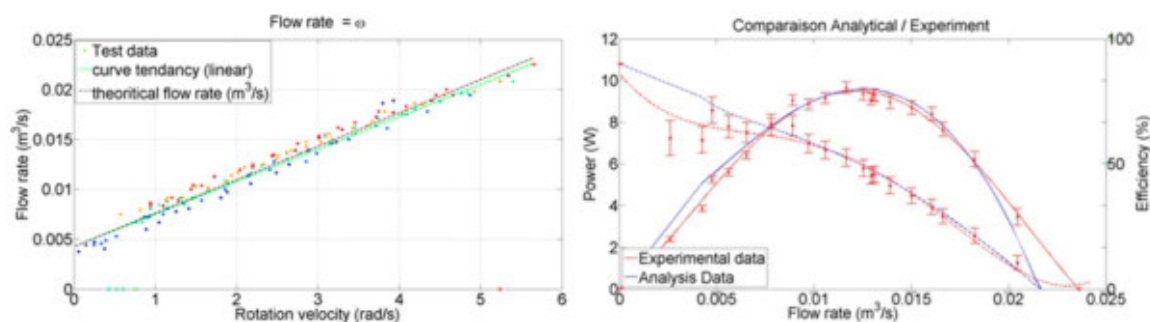 Flow rate = ω
0.025
0.02
0.015
0.01
0.005
0
Flow rate (m³/s)
Test data
curve tendancy (linear)
theoritical flow rate (m³/s)
0 1 2 3 4 5 6
Rotation velocity (rad/s)
Comparaison Analytical / Experiment
12
10
8
6
4
2
0
Power (W)
100
50
0
Efficiency (%)
Experimental data
Analysis Data
0 0.005 0.01 0.015 0.02 0.025
Flow rate (m³/s)